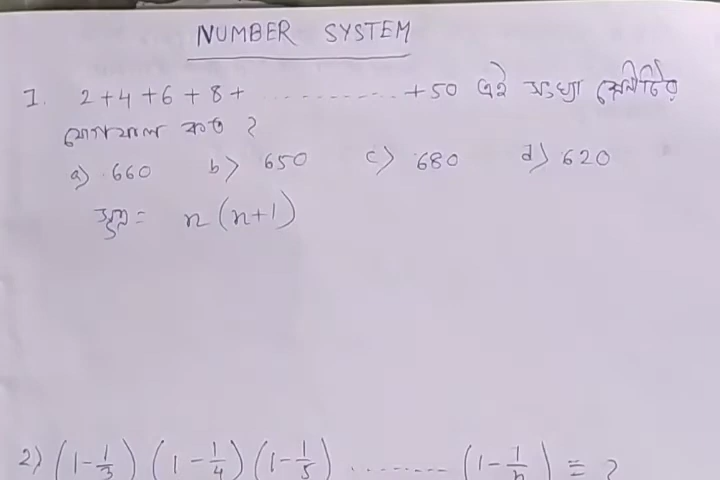 NUMBER SYSTEM
1. 2+4+6+8+ .......... +50 এই সংখ্যা শ্রেনীটির
যোগফল কত ?
a) 660 b) 650 c) 680 d) 620
সূত্র = n(n+1)
2) (1-1/3) (1-1/4) (1-1/5) ........ (1-1/n) = ?